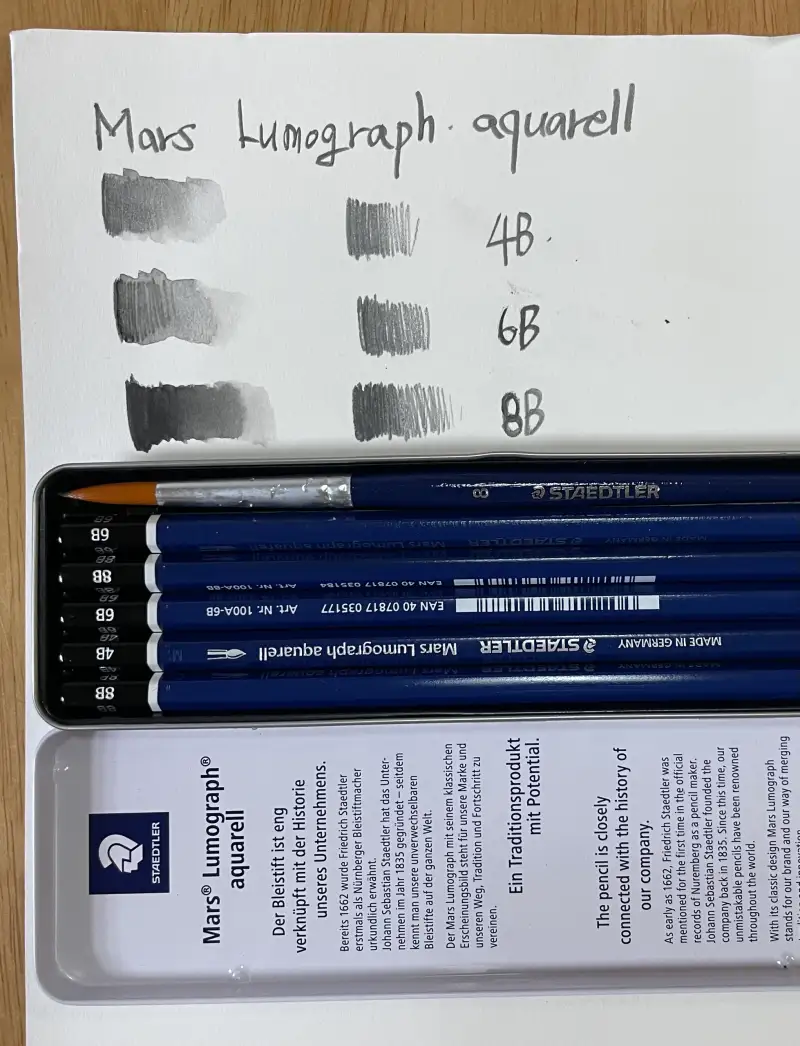 Mars Lumograph. aquarell
4B.
6B
8B
8 STAEDTLER
6B
8B Art. Nr. 100A-8B EAN 40 07817 035184
6B Art. Nr. 100A-6B EAN 40 07817 035177
4B Mars Lumograph aquarell STAEDTLER MADE IN GERMANY
8B
STAEDTLER
Mars® Lumograph®
aquarell
Der Bleistift ist eng
verknüpft mit der Historie
unseres Unternehmens.
Bereits 1662 wurde Friedrich Staedtler
erstmals als Nürnberger Bleistiftmacher
urkundlich erwähnt.
Johann Sebastian Staedtler hat das Unter-
nehmen im Jahr 1835 gegründet – seitdem
kennt man unsere unverwechselbaren
Bleistifte auf der ganzen Welt.
Der Mars Lumograph mit seinem klassischen
Erscheinungsbild steht für unsere Marke und
unseren Weg, Tradition und Fortschritt zu
vereinen.
Ein Traditionsprodukt
mit Potential.
The pencil is closely
connected with the history of
our company.
As early as 1662, Friedrich Staedtler was
mentioned for the first time in the official
records of Nuremberg as a pencil maker.
Johann Sebastian Staedtler founded the
company back in 1835. Since this time, our
unmistakable pencils have been renowned
throughout the world.
With its classic design Mars Lumograph
stands for our brand and our way of merging